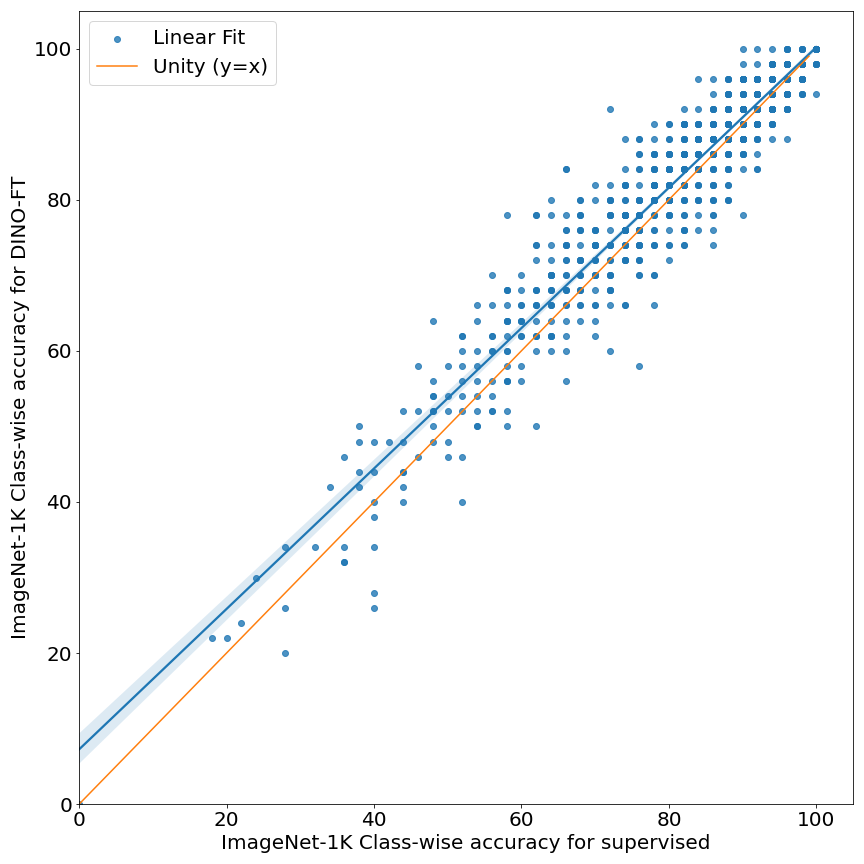 Linear Fit
Unity (y=x)
100
80
60
40
20
0
ImageNet-1K Class-wise accuracy for DINO-FT
0 20 40 60 80 100
ImageNet-1K Class-wise accuracy for supervised